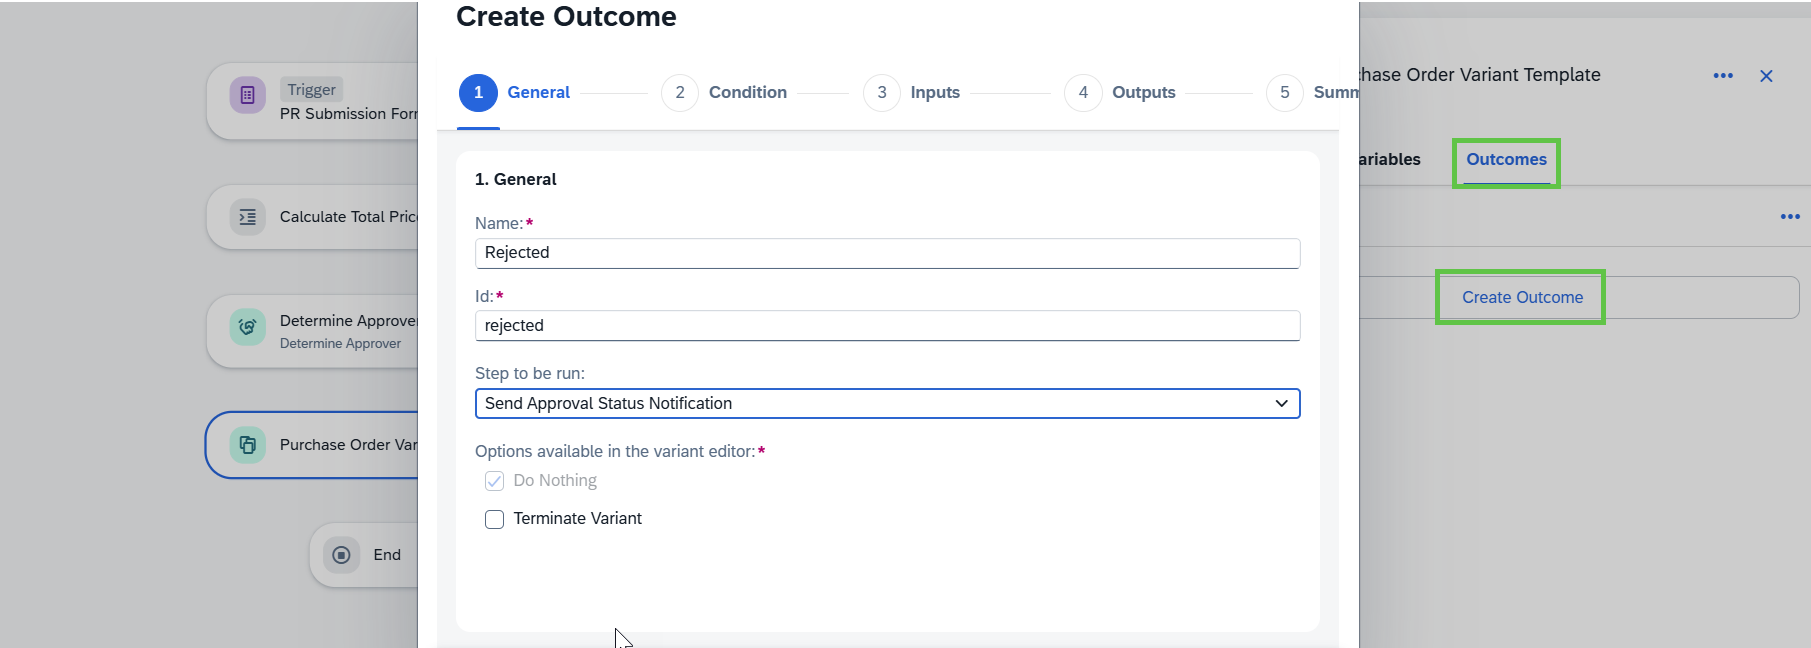 Create Outcome
1 General 2 Condition 3 Inputs 4 Outputs 5 Summ
1. General
Name:*
Rejected
Id:*
rejected
Step to be run:
Send Approval Status Notification
Options available in the variant editor:*
Do Nothing
Terminate Variant
Trigger
PR Submission For
Calculate Total Pric
Determine Approve
Determine Approver
Purchase Order Var
End
chase Order Variant Template
ariables Outcomes
Create Outcome